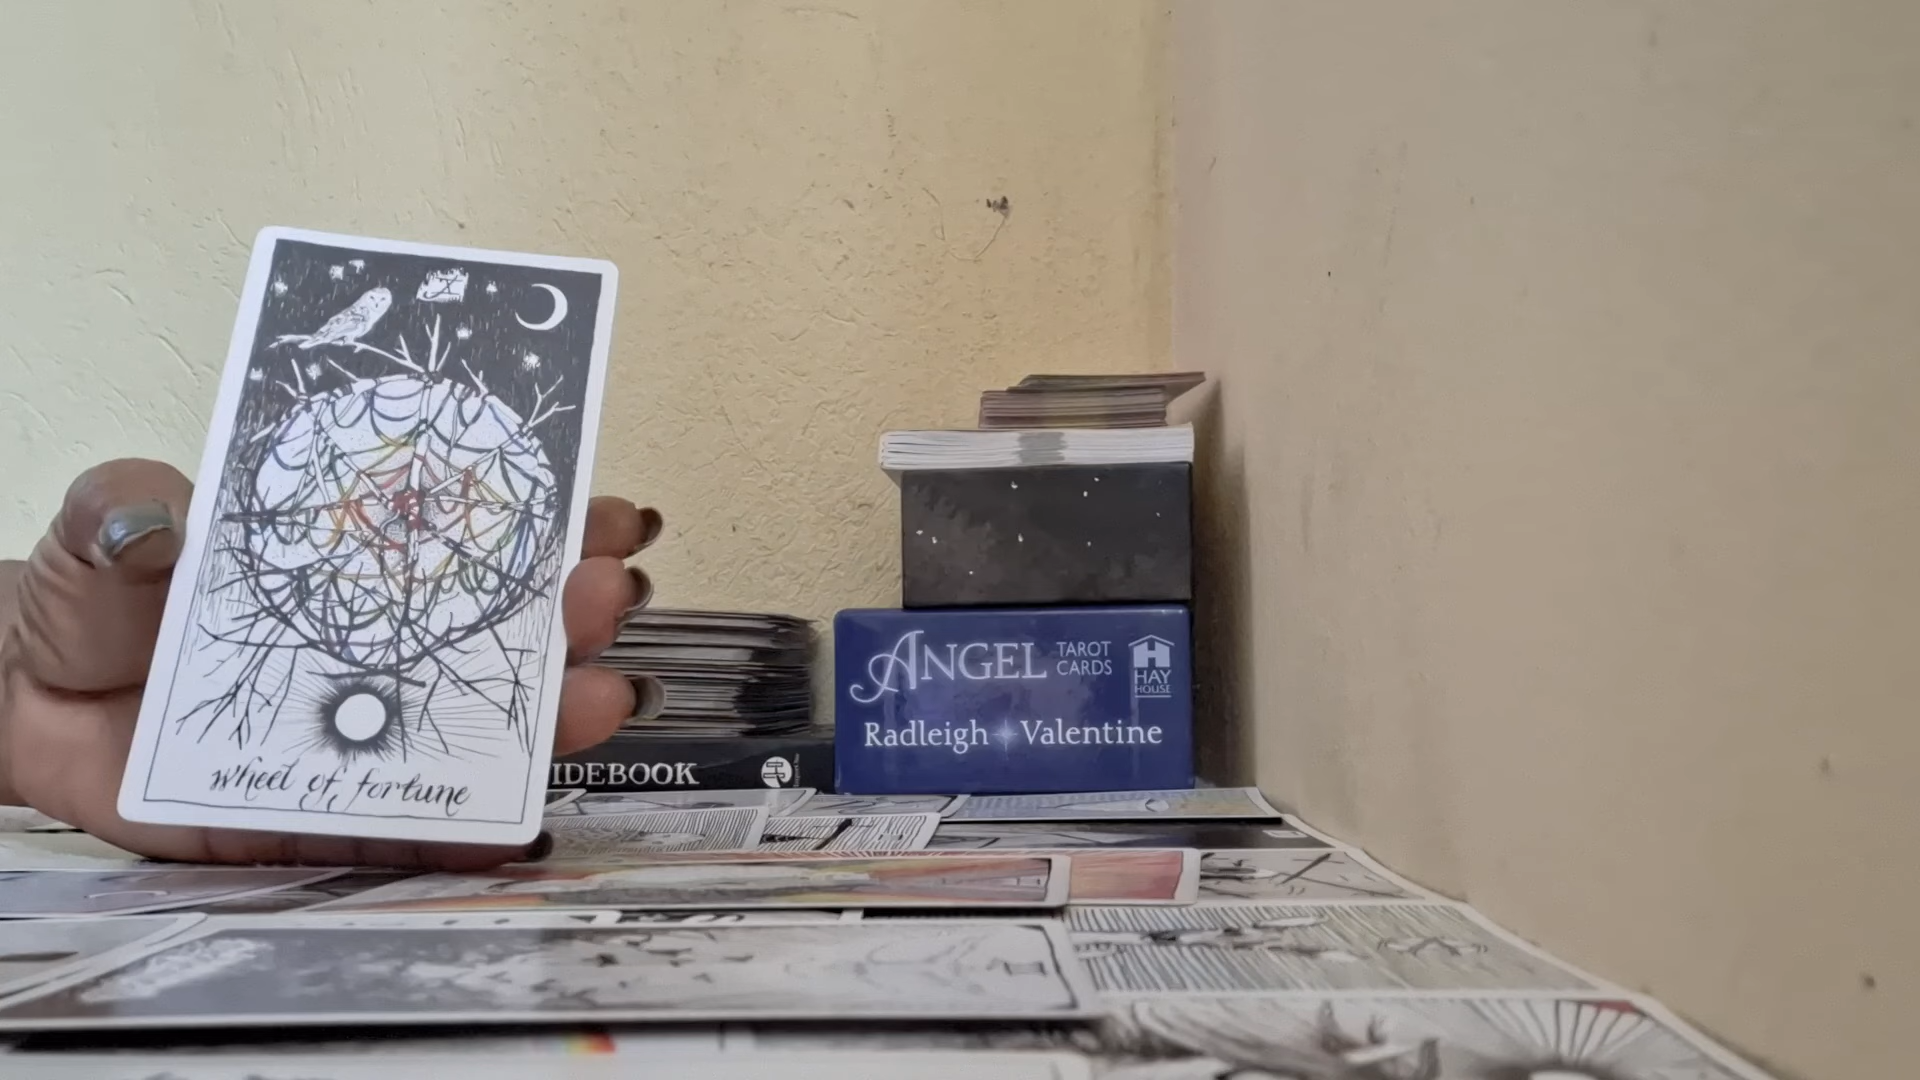 X
wheel of fortune
ANGEL TAROT CARDS
HAY HOUSE
Radleigh Valentine
IDEBOOK